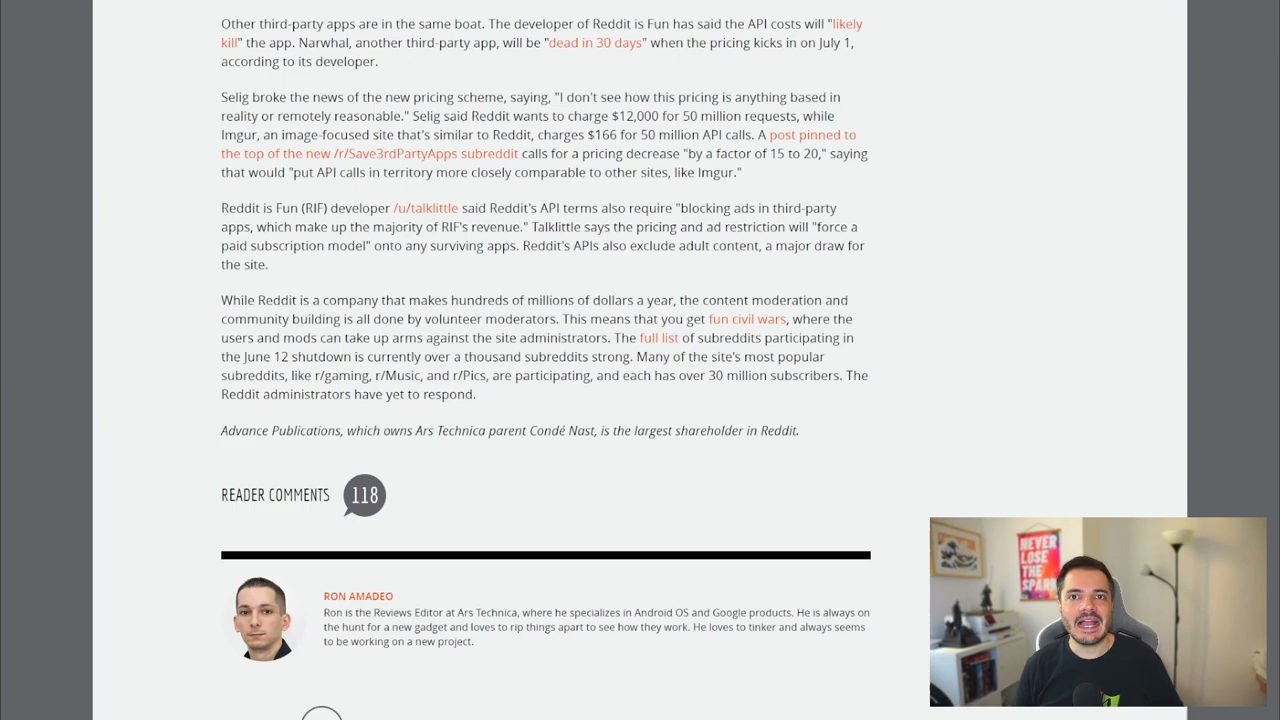 Other third-party apps are in the same boat. The developer of Reddit is Fun has said the API costs will "likely
kill" the app. Narwhal, another third-party app, will be "dead in 30 days" when the pricing kicks in on July 1,
according to its developer.
Selig broke the news of the new pricing scheme, saying, "I don't see how this pricing is anything based in
reality or remotely reasonable." Selig said Reddit wants to charge $12,000 for 50 million requests, while
Imgur, an image-focused site that's similar to Reddit, charges $166 for 50 million API calls. A post pinned to
the top of the new /r/Save3rdPartyApps subreddit calls for a pricing decrease "by a factor of 15 to 20," saying
that would "put API calls in territory more closely comparable to other sites, like Imgur."
Reddit is Fun (RIF) developer /u/talklittle said Reddit's API terms also require "blocking ads in third-party
apps, which make up the majority of RIF's revenue." Talklittle says the pricing and ad restriction will "force a
paid subscription model" onto any surviving apps. Reddit's APIs also exclude adult content, a major draw for
the site.
While Reddit is a company that makes hundreds of millions of dollars a year, the content moderation and
community building is all done by volunteer moderators. This means that you get fun civil wars, where the
users and mods can take up arms against the site administrators. The full list of subreddits participating in
the June 12 shutdown is currently over a thousand subreddits strong. Many of the site's most popular
subreddits, like r/gaming, r/Music, and r/Pics, are participating, and each has over 30 million subscribers. The
Reddit administrators have yet to respond.
Advance Publications, which owns Ars Technica parent Condé Nast, is the largest shareholder in Reddit.
READER COMMENTS 118
RON AMADEO
Ron is the Reviews Editor at Ars Technica, where he specializes in Android OS and Google products. He is always on
the hunt for a new gadget and loves to rip things apart to see how they work. He loves to tinker and always seems
to be working on a new project.
NEVER
LOSE
THE
SPARK